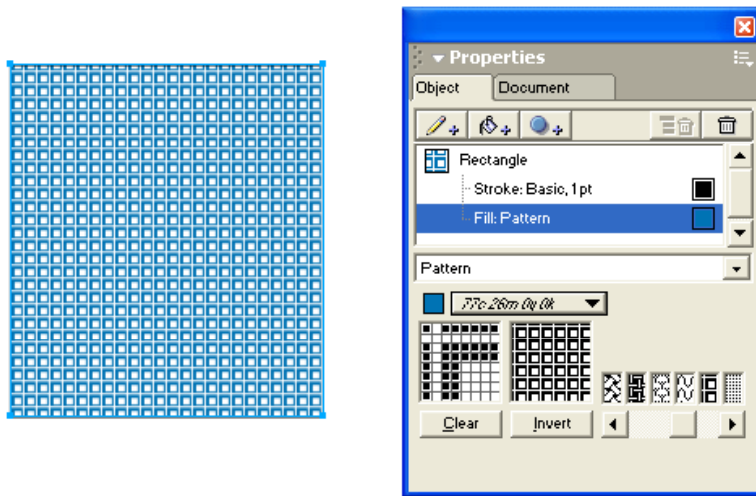 Properties
Object Document
Rectangle
Stroke: Basic, 1pt
Fill: Pattern
Pattern
77c 26m 0y 0k
Clear Invert